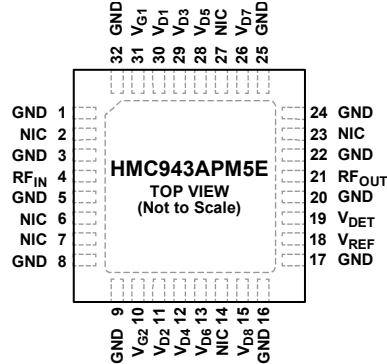 GND
VG1
VD1
VD3
VD5
NIC
VD7
GND
32
31
30
29
28
27
26
25
GND 1
NIC 2
GND 3
RFIN 4
GND 5
NIC 6
NIC 7
GND 8
HMC943APM5E
TOP VIEW
(Not to Scale)
24 GND
23 NIC
22 GND
21 RFOUT
20 GND
19 VDET
18 VREF
17 GND
GND 9
VG2 10
VD2 11
VD4 12
VD6 13
NIC 14
VD8 15
GND 16